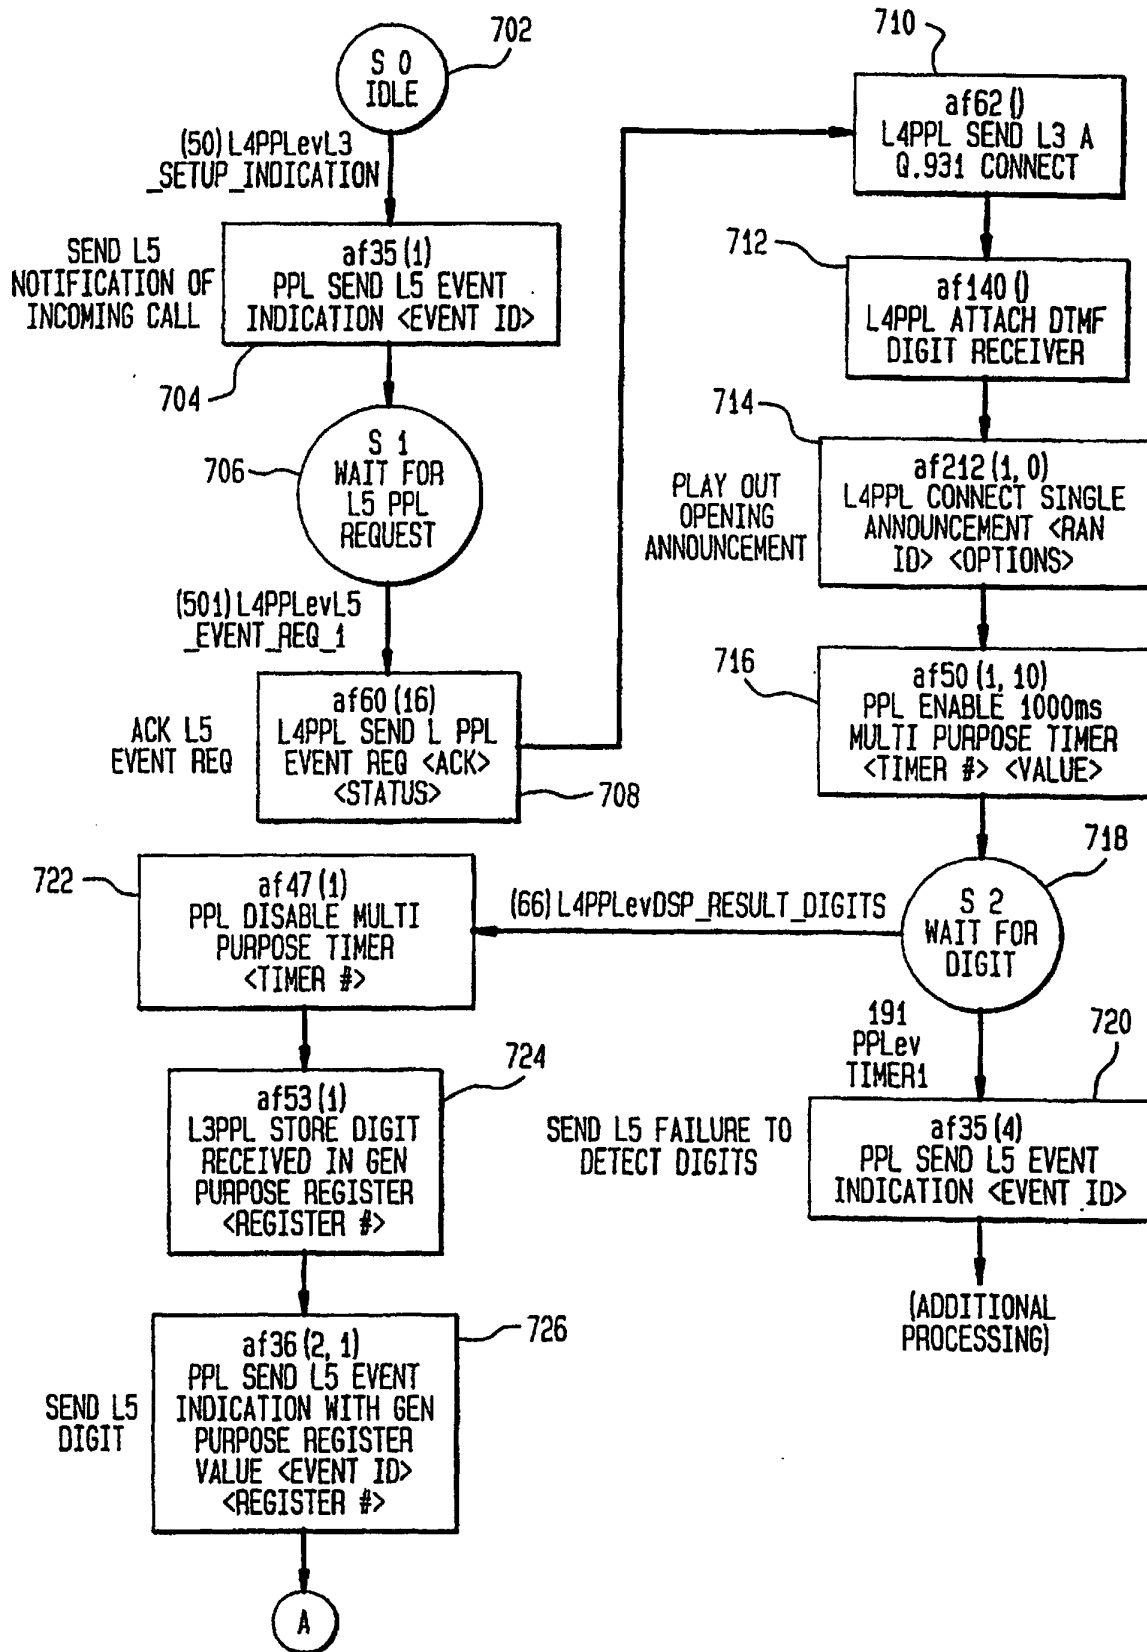 702
S 0
IDLE
(50) L4PPLevL3
_SETUP_INDICATION
SEND L5
NOTIFICATION OF
INCOMING CALL
af35(1)
PPL SEND L5 EVENT
INDICATION <EVENT ID>
704
706
S 1
WAIT FOR
L5 PPL
REQUEST
(501) L4PPLevL5
_EVENT_REQ_1
ACK L5
EVENT REQ
af60(16)
L4PPL SEND L PPL
EVENT REQ <ACK>
<STATUS>
708
710
af62()
L4PPL SEND L3 A
Q.931 CONNECT
712
af140()
L4PPL ATTACH DTMF
DIGIT RECEIVER
714
PLAY OUT
OPENING
ANNOUNCEMENT
af212(1,0)
L4PPL CONNECT SINGLE
ANNOUNCEMENT <RAN
ID> <OPTIONS>
716
af50(1,10)
PPL ENABLE 1000ms
MULTI PURPOSE TIMER
<TIMER #> <VALUE>
718
S 2
WAIT FOR
DIGIT
(66) L4PPLevDSP_RESULT_DIGITS
191
PPLev
TIMER1
720
SEND L5 FAILURE TO
DETECT DIGITS
af35(4)
PPL SEND L5 EVENT
INDICATION <EVENT ID>
(ADDITIONAL
PROCESSING)
722
af47(1)
PPL DISABLE MULTI
PURPOSE TIMER
<TIMER #>
724
af53(1)
L3PPL STORE DIGIT
RECEIVED IN GEN
PURPOSE REGISTER
<REGISTER #>
726
SEND L5
DIGIT
af36(2,1)
PPL SEND L5 EVENT
INDICATION WITH GEN
PURPOSE REGISTER
VALUE <EVENT ID>
<REGISTER #>
A